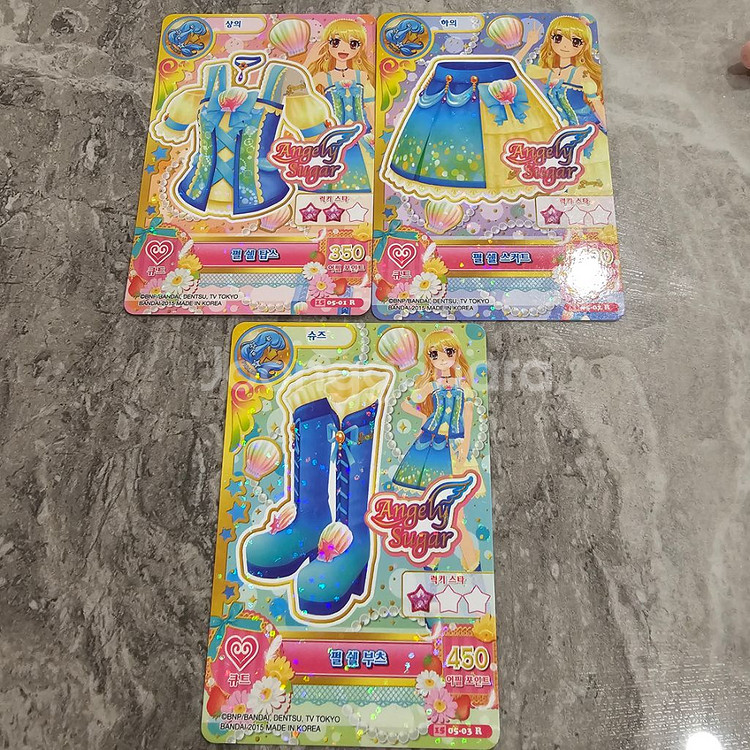 상의
Angely
Sugar
럭키 스타
펄 쉘 탑스
350
어필 포인트
큐트
©BNP/BANDAI, DENTSU, TV TOKYO
BANDAI 2015 MADE IN KOREA
05-01 R
하의
Angely
Sugar
럭키 스타
펄 쉘 스커트
큐트
©BNP/BANDAI, DENTSU, TV TOKYO
BANDAI 2015 MADE IN KOREA
R
슈즈
Angely
Sugar
럭키 스타
펄 쉘 부츠
450
어필 포인트
큐트
©BNP/BANDAI, DENTSU, TV TOKYO
BANDAI 2015 MADE IN KOREA
05-03 R